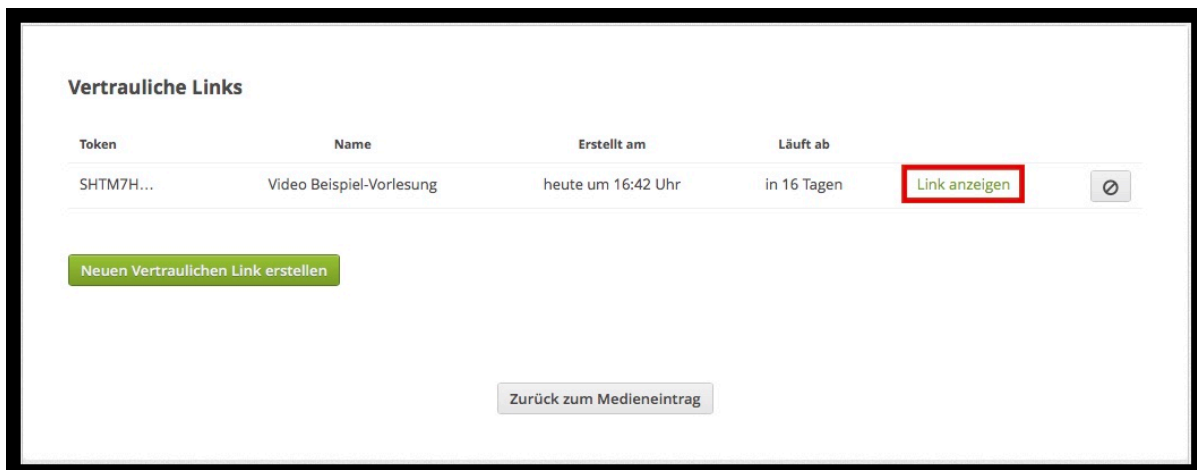 Vertrauliche Links
Token Name Erstellt am Läuft ab
SHTM7H... Video Beispiel-Vorlesung heute um 16:42 Uhr in 16 Tagen Link anzeigen
Neuen Vertraulichen Link erstellen
Zurück zum Medieneintrag